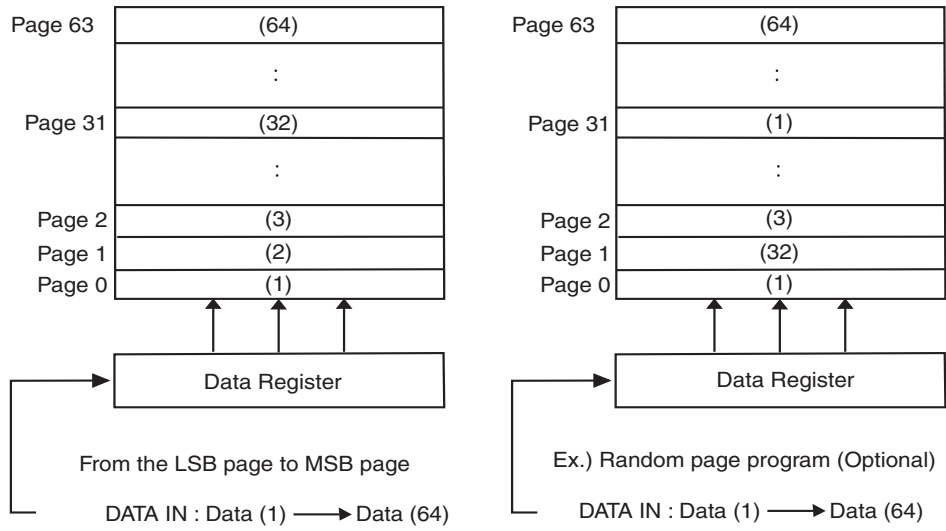 Page 63 (64)
:
Page 31 (32)
:
Page 2 (3)
Page 1 (2)
Page 0 (1)
Data Register
From the LSB page to MSB page
DATA IN : Data (1) Data (64)
Page 63 (64)
:
Page 31 (1)
:
Page 2 (3)
Page 1 (32)
Page 0 (1)
Data Register
Ex.) Random page program (Optional)
DATA IN : Data (1) Data (64)